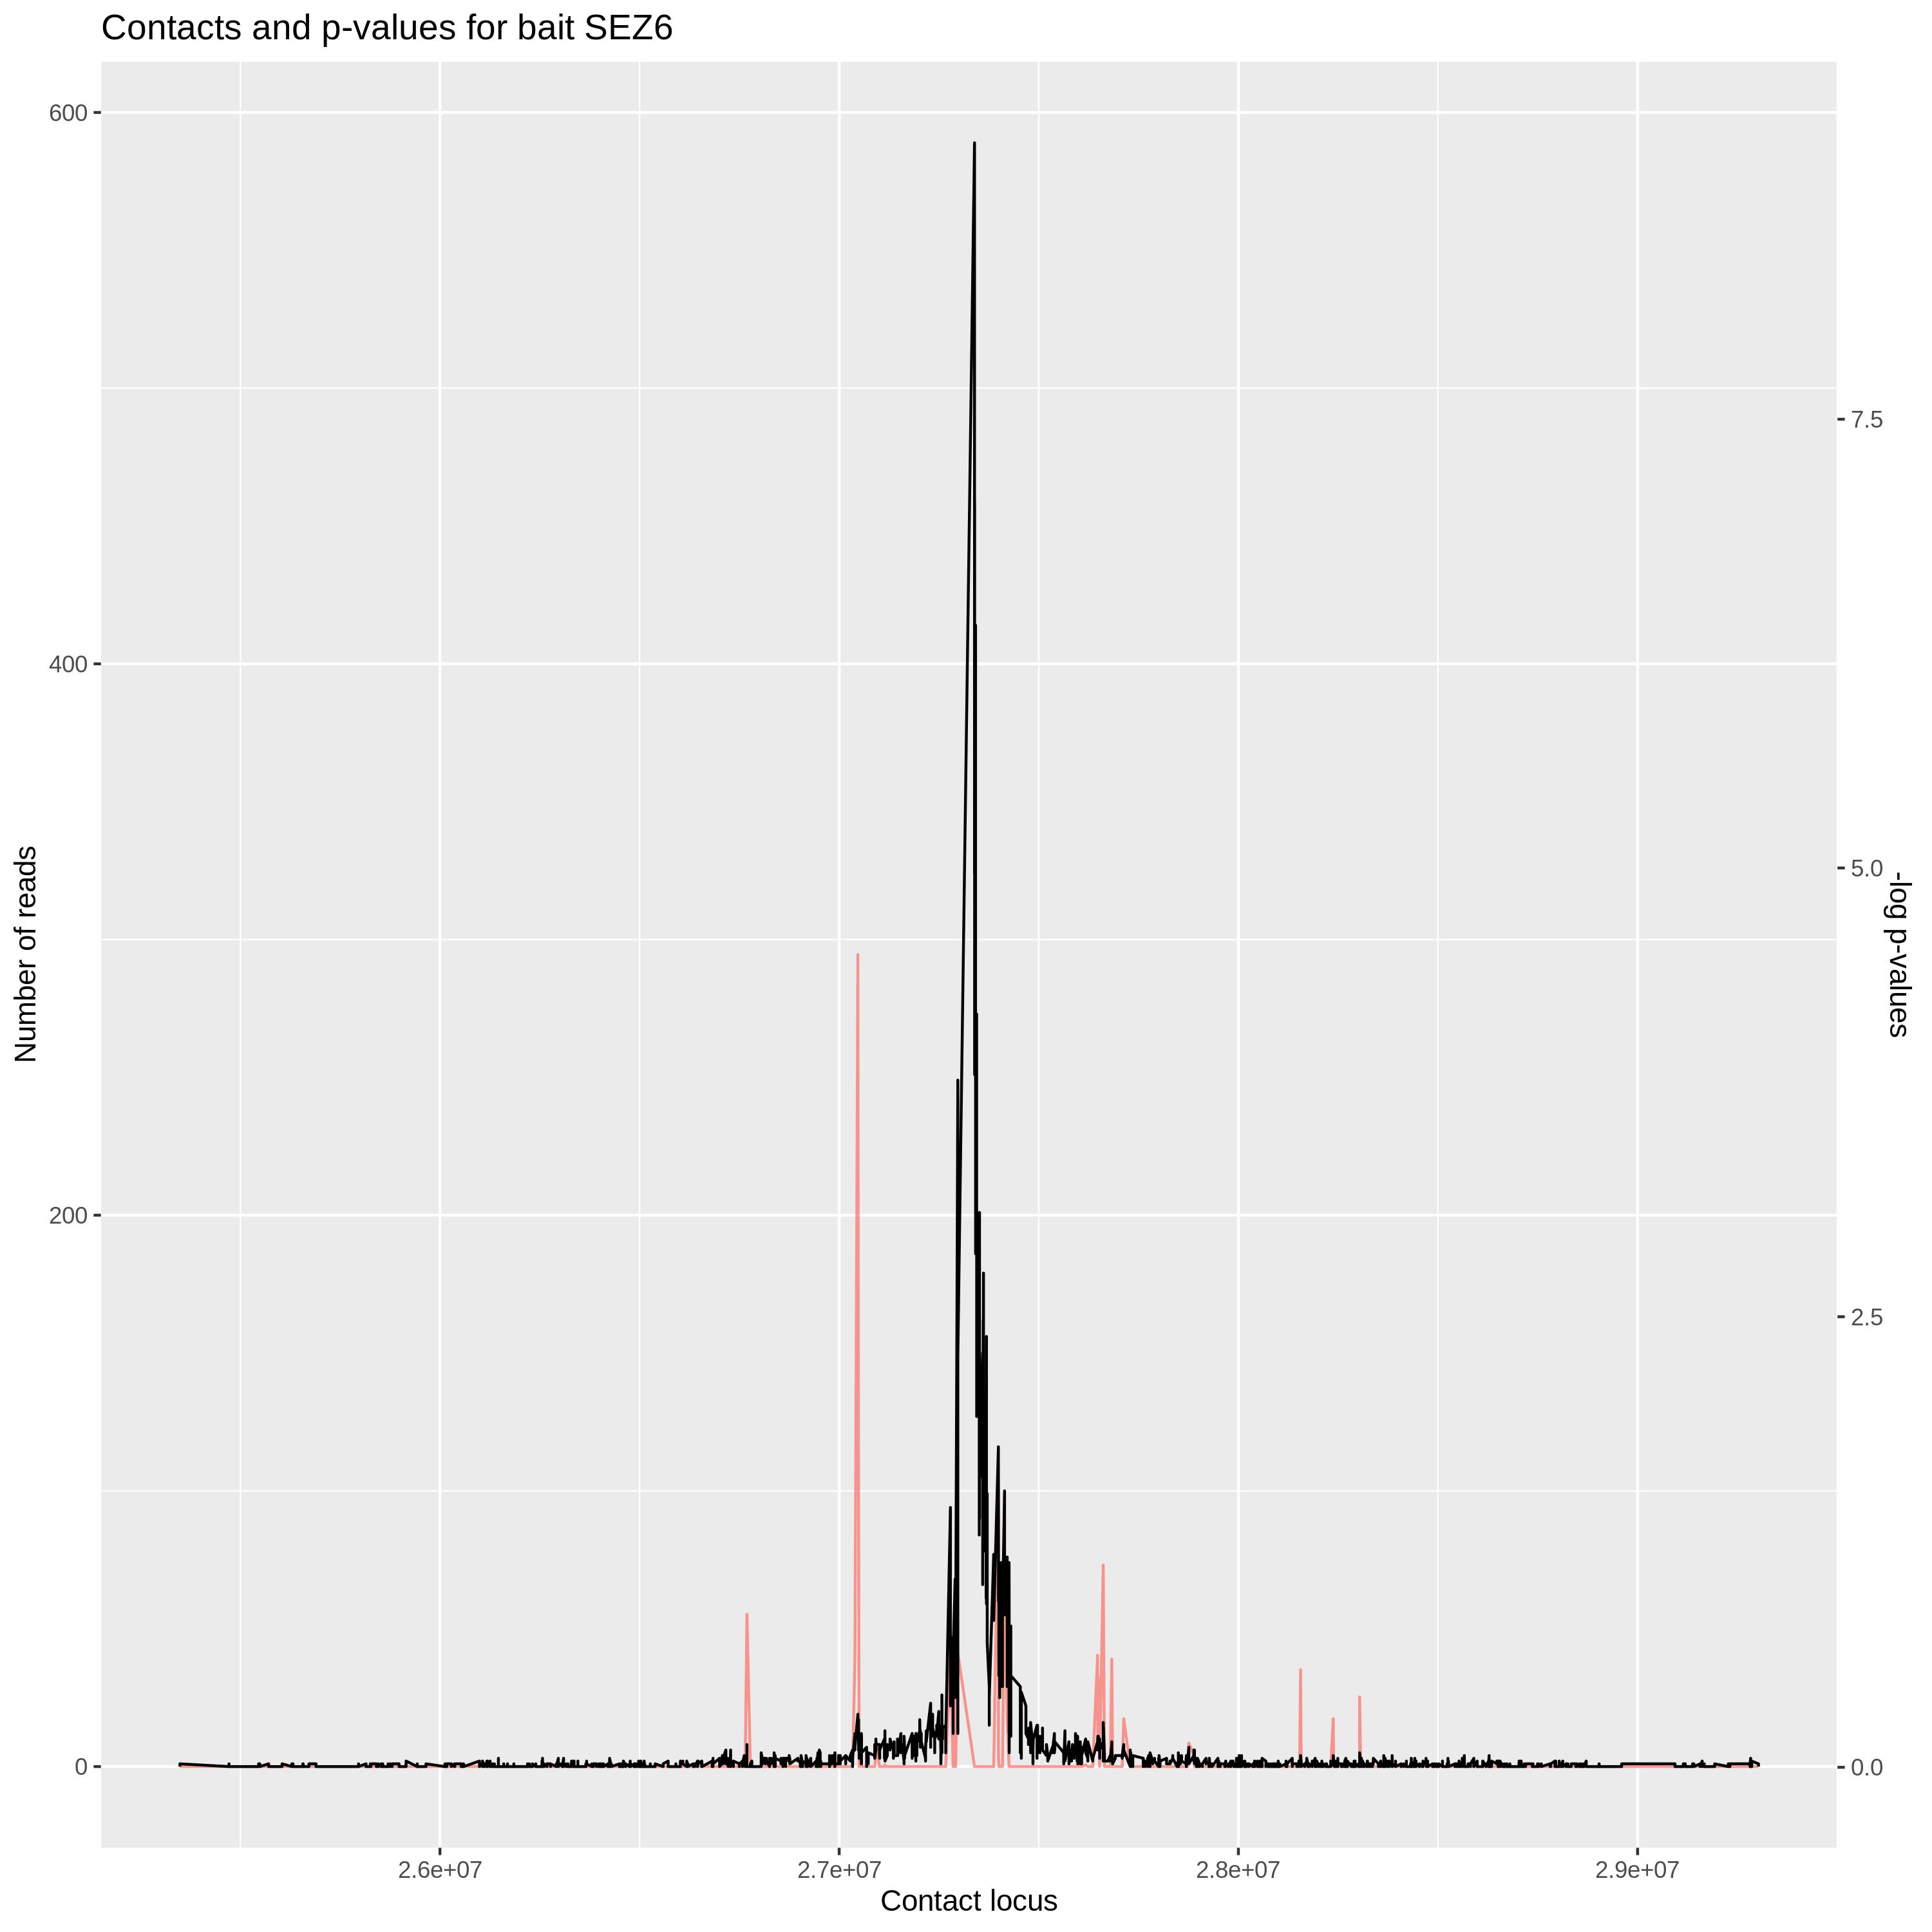 Contacts and p-values for bait SEZ6
600
400
200
0
7.5
5.0
2.5
0.0
Number of reads
-log p-values
2.6e+07
2.7e+07
2.8e+07
2.9e+07
Contact locus